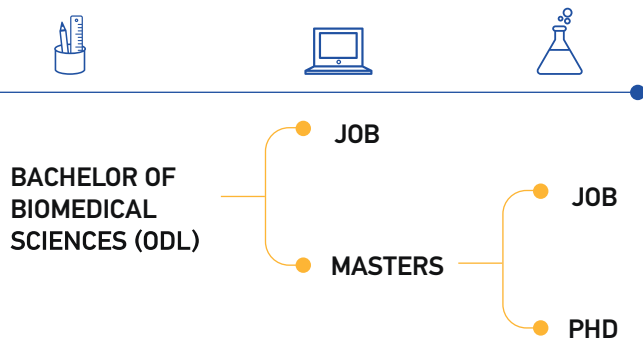 JOB
BACHELOR OF
BIOMEDICAL
SCIENCES (ODL)
JOB
MASTERS
PHD